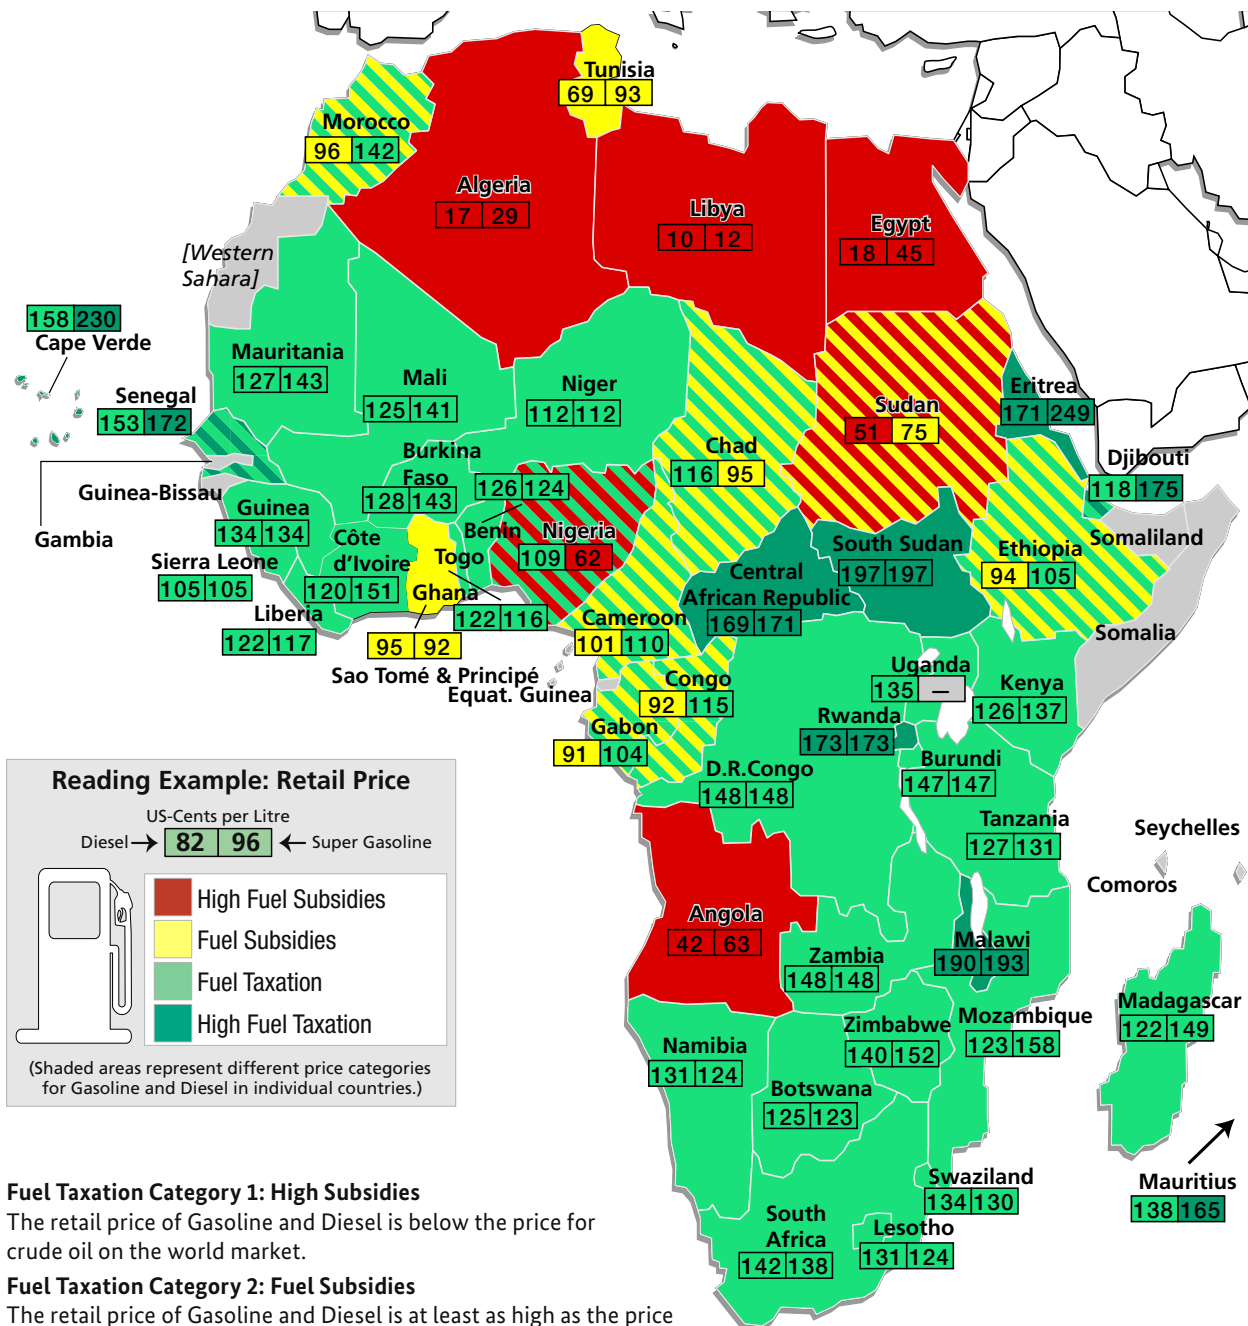 Tunisia
69 93
Morocco
96 142
Algeria
17 29
Libya
10 12
Egypt
18 45
[Western
Sahara]
158 230
Cape Verde
Mauritania
127 143
Mali
125 141
Niger
112 112
Senegal
153 172
Chad
116 95
Sudan
51 75
Eritrea
171 249
Djibouti
118 175
Burkina
Faso
128 143
126 124
Benin
Guinea-Bissau
Gambia
Guinea
134 134
Nigeria
109 62
Côte
d'Ivoire
120 151
Togo
122 116
Ghana
95 92
Sierra Leone
105 105
Liberia
122 117
South Sudan
197 197
Ethiopia
94 105
Somaliland
Somalia
Central
African Republic
169 171
Cameroon
101 110
Sao Tomé & Principé
Equat. Guinea
Congo
92 115
Gabon
91 104
Uganda
135 –
Kenya
126 137
Rwanda
173 173
Burundi
147 147
D.R.Congo
148 148
Tanzania
127 131
Seychelles
Comoros
Angola
42 63
Zambia
148 148
Malawi
190 193
Madagascar
122 149
Mozambique
123 158
Zimbabwe
140 152
Namibia
131 124
Botswana
125 123
Mauritius
138 165
Swaziland
134 130
South
Africa
142 138
Lesotho
131 124
Reading Example: Retail Price
US-Cents per Litre
Diesel 82 96 Super Gasoline
High Fuel Subsidies
Fuel Subsidies
Fuel Taxation
High Fuel Taxation
(Shaded areas represent different price categories
for Gasoline and Diesel in individual countries.)
Fuel Taxation Category 1: High Subsidies
The retail price of Gasoline and Diesel is below the price for
crude oil on the world market.
Fuel Taxation Category 2: Fuel Subsidies
The retail price of Gasoline and Diesel is at least as high as the price